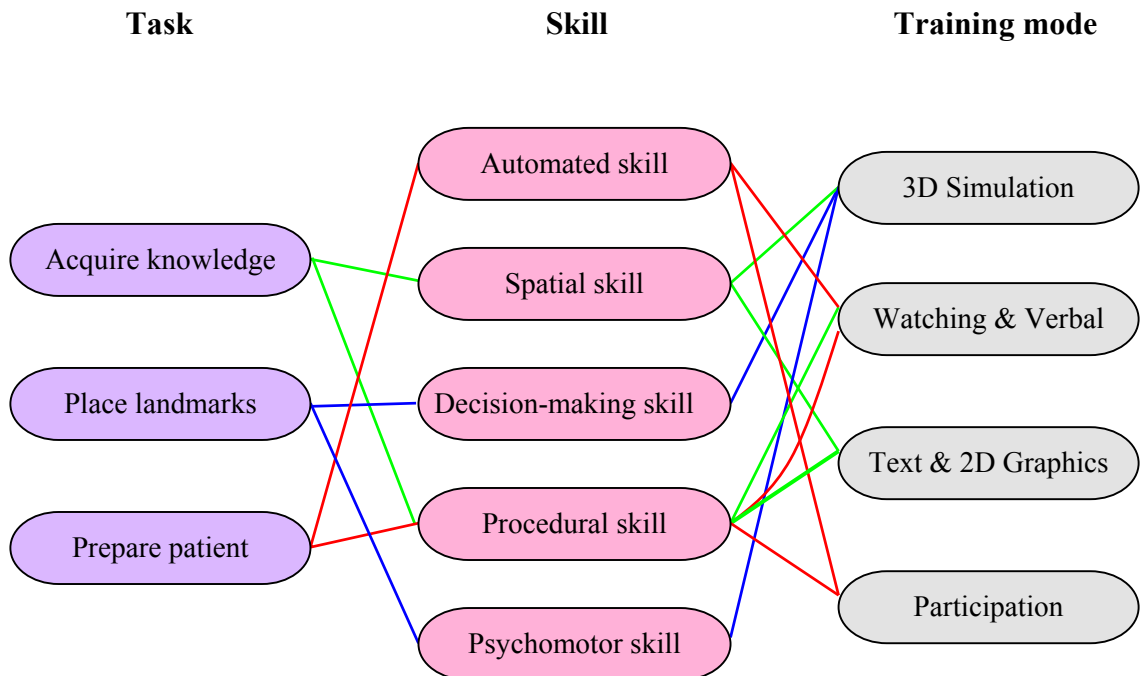 Task
Skill
Training mode
Acquire knowledge
Place landmarks
Prepare patient
Automated skill
Spatial skill
Decision-making skill
Procedural skill
Psychomotor skill
3D Simulation
Watching & Verbal
Text & 2D Graphics
Participation